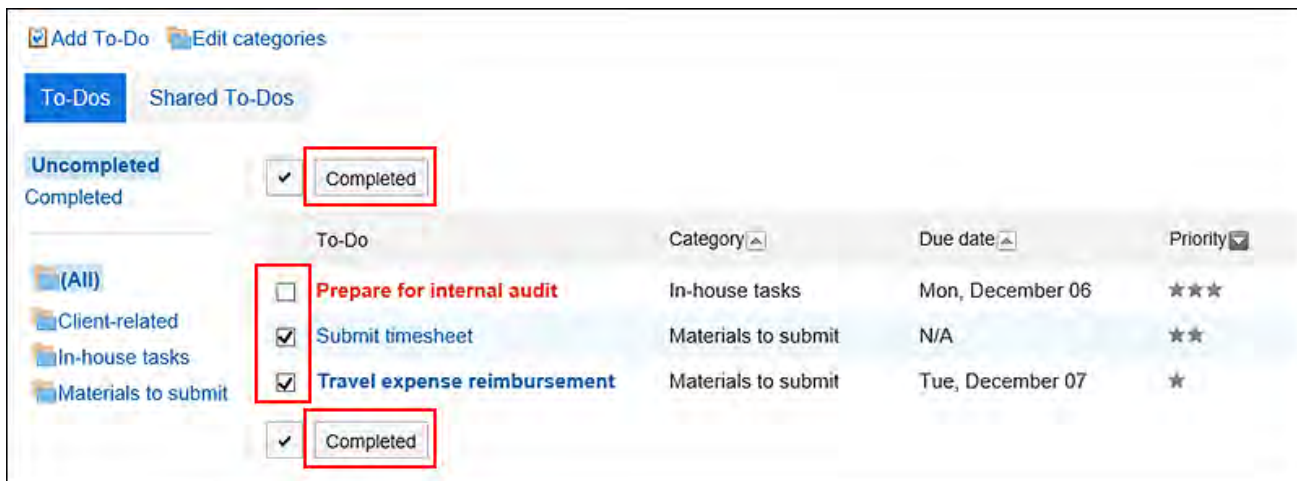 Add To-Do Edit categories
To-Dos Shared To-Dos
Uncompleted
Completed
(All)
Client-related
In-house tasks
Materials to submit
Completed
To-Do Category Due date Priority
Prepare for internal audit In-house tasks Mon, December 06 ★★★
Submit timesheet Materials to submit N/A ★★
Travel expense reimbursement Materials to submit Tue, December 07 ★
Completed